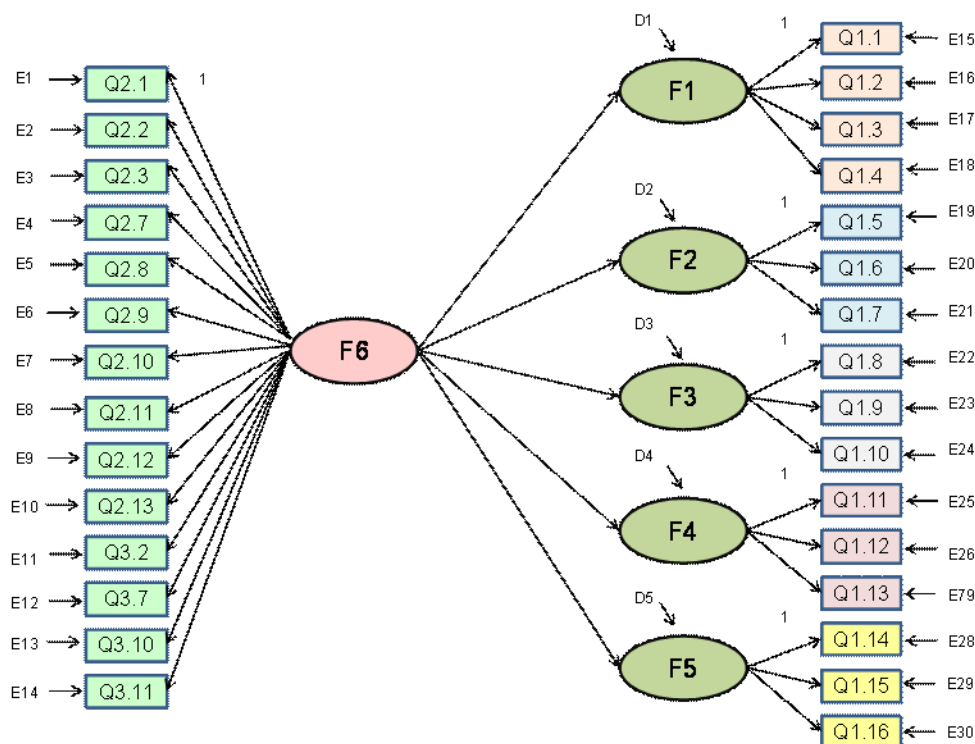 D1
1
Q1.1
E15
E1
Q2.1
1
F1
Q1.2
E16
E2
Q2.2
Q1.3
E17
E3
Q2.3
Q1.4
E18
E4
Q2.7
D2
1
Q1.5
E19
E5
Q2.8
F2
Q1.6
E20
E6
Q2.9
Q1.7
E21
E7
Q2.10
F6
D3
1
Q1.8
E22
E8
Q2.11
F3
Q1.9
E23
E9
Q2.12
Q1.10
E24
E10
Q2.13
D4
1
Q1.11
E25
E11
Q3.2
F4
Q1.12
E26
E12
Q3.7
Q1.13
E79
E13
Q3.10
D5
1
Q1.14
E28
E14
Q3.11
F5
Q1.15
E29
Q1.16
E30